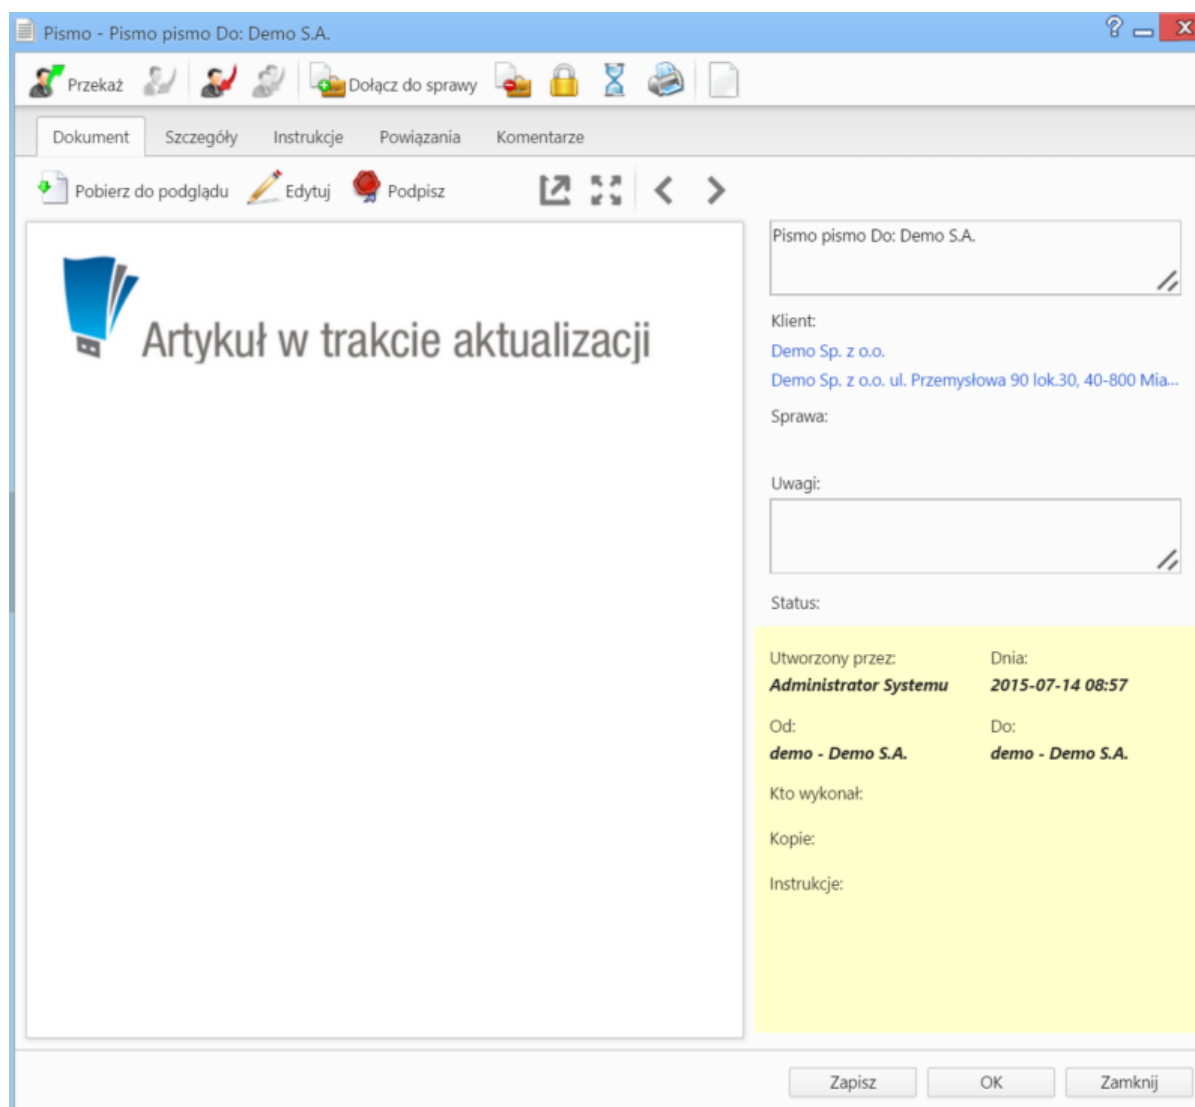 Pismo - Pismo pismo Do: Demo S.A.
Przekaż Dołącz do sprawy
Dokument Szczegóły Instrukcje Powiązania Komentarze
Pobierz do podglądu Edytuj Podpisz
Artykuł w trakcie aktualizacji
Pismo pismo Do: Demo S.A.
Klient:
Demo Sp. z o.o.
Demo Sp. z o.o. ul. Przemysłowa 90 lok.30, 40-800 Mia...
Sprawa:
Uwagi:
Status:
Utworzony przez: Dnia:
Administrator Systemu 2015-07-14 08:57
Od: Do:
demo - Demo S.A. demo - Demo S.A.
Kto wykonał:
Kopie:
Instrukcje:
Zapisz OK Zamknij